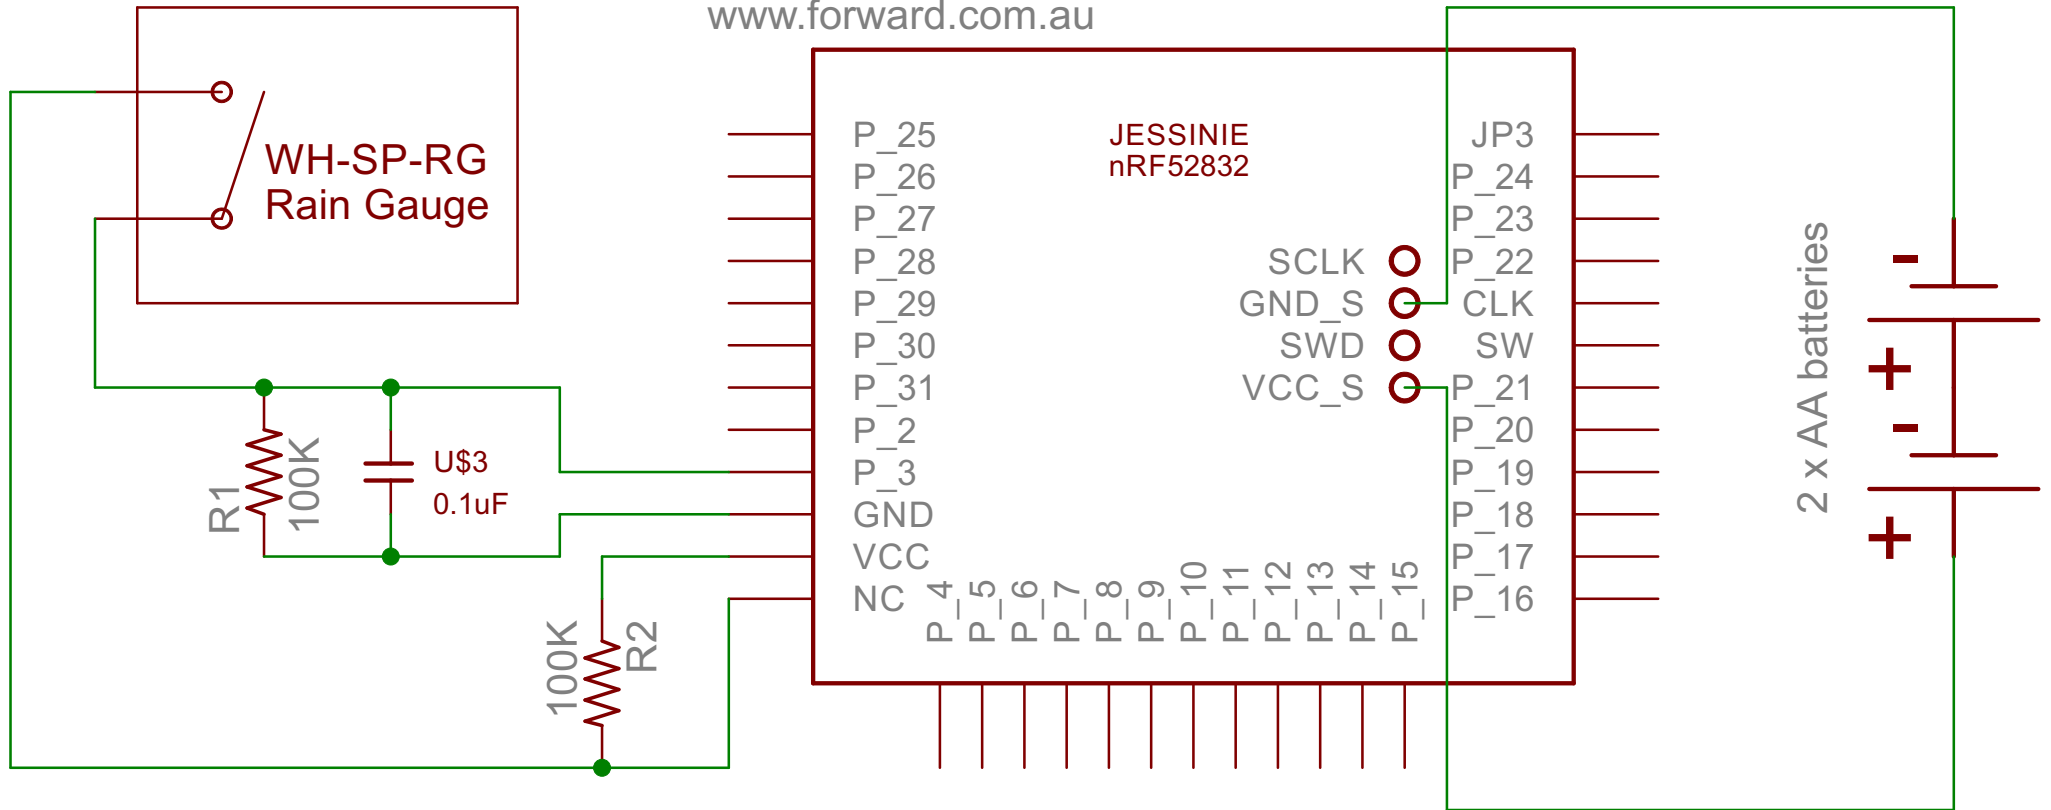 www.forward.com.au
WH-SP-RG
Rain Gauge
JESSINIE
nRF52832
P_25
P_26
P_27
P_28
P_29
P_30
P_31
P_2
P_3
GND
VCC
NC
P_4
P_5
P_6
P_7
P_8
P_9
P_10
P_11
P_12
P_13
P_14
P_15
SCLK
GND_S
SWD
VCC_S
JP3
P_24
P_23
P_22
CLK
SW
P_21
P_20
P_19
P_18
P_17
P_16
R1
100K
U$3
0.1uF
100K
R2
2 x AA batteries
-
+
-
+